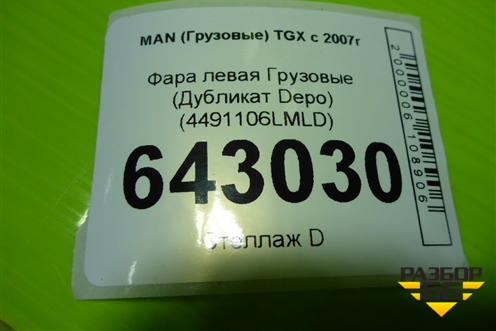 MAN (Грузовые) TGX с 2007г
Фара левая Грузовые
(Дубликат Depo)
(4491106LMLD)
643030
Стеллаж D
2000006108906
РАЗБОР